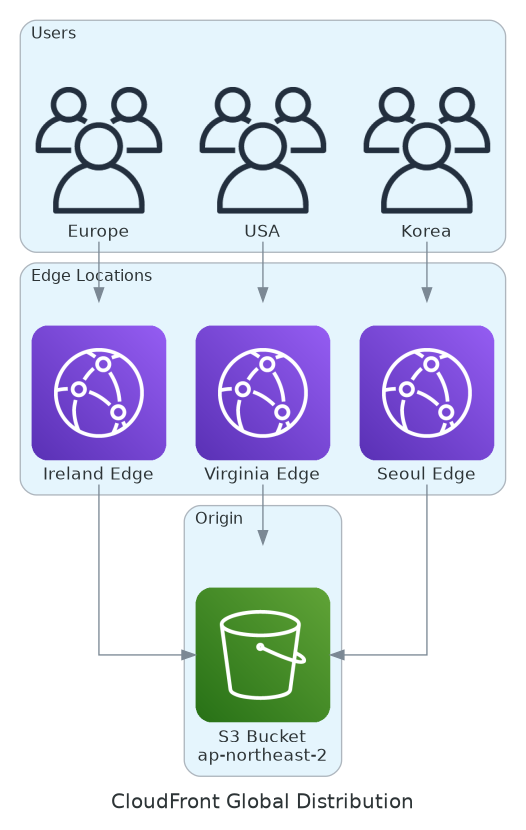 Users
Europe
USA
Korea
Edge Locations
Ireland Edge
Virginia Edge
Seoul Edge
Origin
S3 Bucket
ap-northeast-2
CloudFront Global Distribution